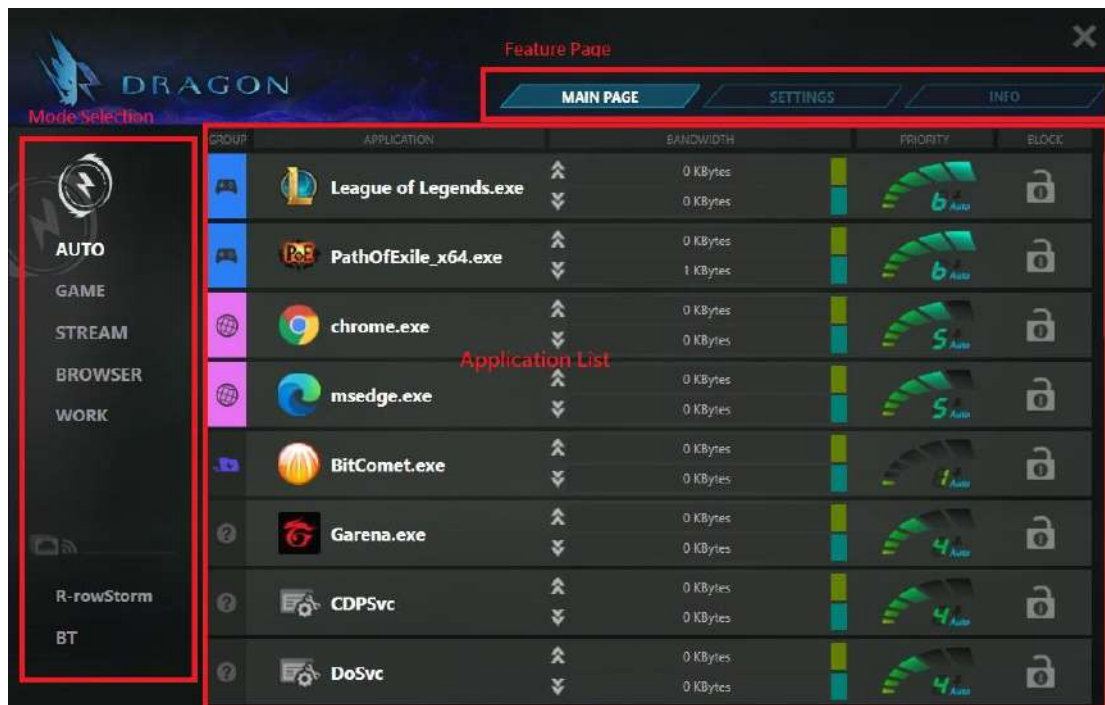 Feature Page
DRAGON
MAIN PAGE SETTINGS INFO
Mode Selection
GROUP APPLICATION BANDWIDTH PRIORITY BLOCK
League of Legends.exe 0 KBytes
0 KBytes 6 Auto
AUTO
PoE PathOfExile_x64.exe 0 KBytes
1 KBytes 6 Auto
GAME
STREAM
chrome.exe 0 KBytes
0 KBytes 5 Auto
Application List
BROWSER
msedge.exe 0 KBytes
0 KBytes 5 Auto
WORK
BitComet.exe 0 KBytes
0 KBytes 1 Auto
Garena.exe 0 KBytes
0 KBytes 4 Auto
R-rowStorm
CDPSvc 0 KBytes
0 KBytes 4 Auto
BT
DoSvc 0 KBytes
0 KBytes 4 Auto